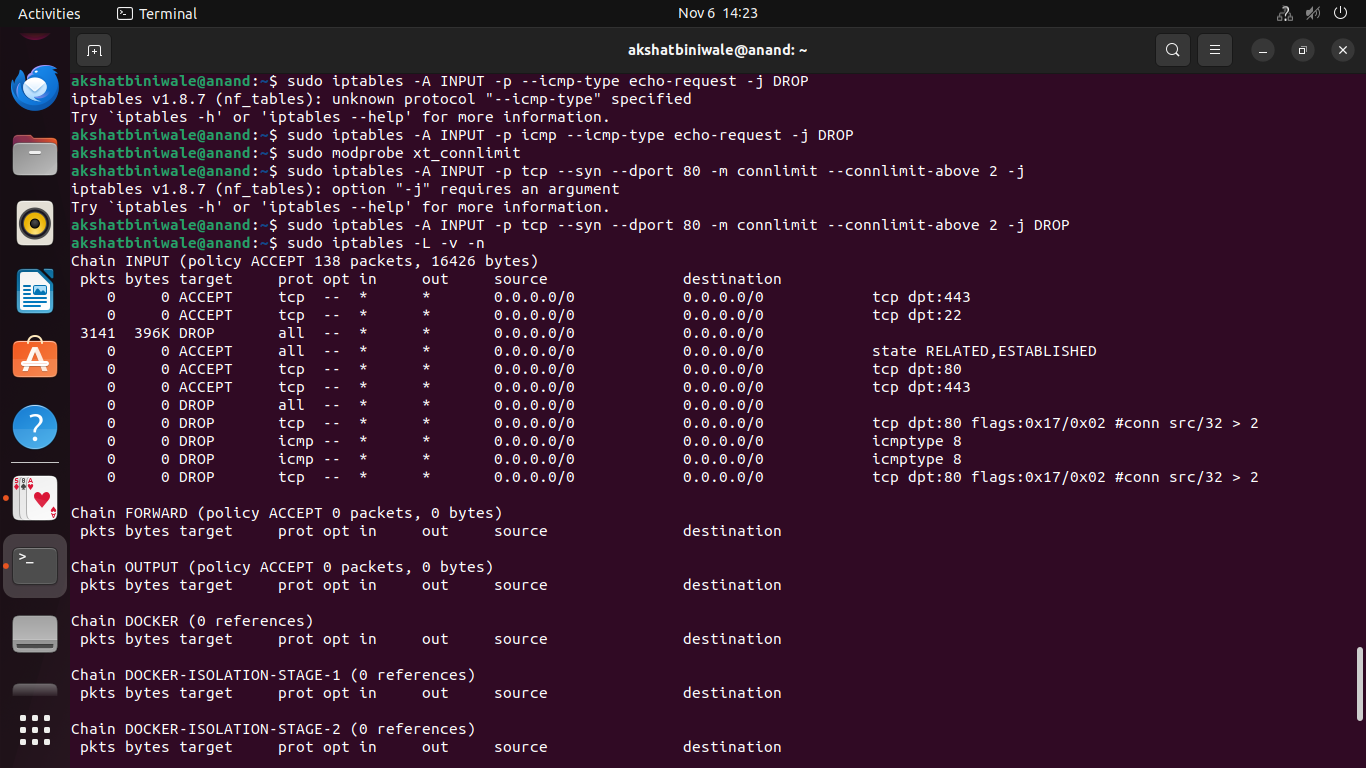 Activities
Terminal
Nov 6 14:23
akshatbiniwale@anand: ~
akshatbiniwale@anand:~$ sudo iptables -A INPUT -p --icmp-type echo-request -j DROP
iptables v1.8.7 (nf_tables): unknown protocol "--icmp-type" specified
Try `iptables -h' or 'iptables --help' for more information.
akshatbiniwale@anand:~$ sudo iptables -A INPUT -p icmp --icmp-type echo-request -j DROP
akshatbiniwale@anand:~$ sudo modprobe xt_connlimit
akshatbiniwale@anand:~$ sudo iptables -A INPUT -p tcp --syn --dport 80 -m connlimit --connlimit-above 2 -j
iptables v1.8.7 (nf_tables): option "-j" requires an argument
Try `iptables -h' or 'iptables --help' for more information.
akshatbiniwale@anand:~$ sudo iptables -A INPUT -p tcp --syn --dport 80 -m connlimit --connlimit-above 2 -j DROP
akshatbiniwale@anand:~$ sudo iptables -L -v -n
Chain INPUT (policy ACCEPT 138 packets, 16426 bytes)
 pkts bytes target     prot opt in     out     source               destination
    0     0 ACCEPT     tcp  --  *      *       0.0.0.0/0            0.0.0.0/0            tcp dpt:443
    0     0 ACCEPT     tcp  --  *      *       0.0.0.0/0            0.0.0.0/0            tcp dpt:22
 3141  396K DROP       all  --  *      *       0.0.0.0/0            0.0.0.0/0
    0     0 ACCEPT     all  --  *      *       0.0.0.0/0            0.0.0.0/0            state RELATED,ESTABLISHED
    0     0 ACCEPT     tcp  --  *      *       0.0.0.0/0            0.0.0.0/0            tcp dpt:80
    0     0 ACCEPT     tcp  --  *      *       0.0.0.0/0            0.0.0.0/0            tcp dpt:443
    0     0 DROP       all  --  *      *       0.0.0.0/0            0.0.0.0/0
    0     0 DROP       tcp  --  *      *       0.0.0.0/0            0.0.0.0/0            tcp dpt:80 flags:0x17/0x02 #conn src/32 > 2
    0     0 DROP       icmp --  *      *       0.0.0.0/0            0.0.0.0/0            icmptype 8
    0     0 DROP       icmp --  *      *       0.0.0.0/0            0.0.0.0/0            icmptype 8
    0     0 DROP       tcp  --  *      *       0.0.0.0/0            0.0.0.0/0            tcp dpt:80 flags:0x17/0x02 #conn src/32 > 2
Chain FORWARD (policy ACCEPT 0 packets, 0 bytes)
 pkts bytes target     prot opt in     out     source               destination
Chain OUTPUT (policy ACCEPT 0 packets, 0 bytes)
 pkts bytes target     prot opt in     out     source               destination
Chain DOCKER (0 references)
 pkts bytes target     prot opt in     out     source               destination
Chain DOCKER-ISOLATION-STAGE-1 (0 references)
 pkts bytes target     prot opt in     out     source               destination
Chain DOCKER-ISOLATION-STAGE-2 (0 references)
 pkts bytes target     prot opt in     out     source               destination